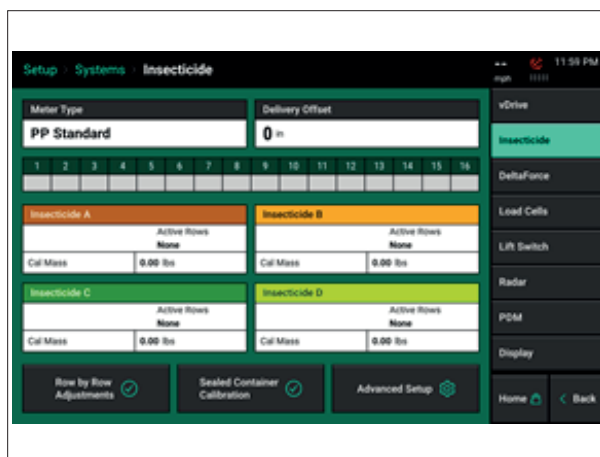 Setup > Systems > Insecticide
-- mph
11:59 PM
Meter Type
PP Standard
Delivery Offset
0 in
1 2 3 4 5 6 7 8 9 10 11 12 13 14 15 16
Insecticide A
Active Rows
None
Cal Mass 0.00 lbs
Insecticide B
Active Rows
None
Cal Mass 0.00 lbs
Insecticide C
Active Rows
None
Cal Mass 0.00 lbs
Insecticide D
Active Rows
None
Cal Mass 0.00 lbs
Row by Row
Adjustments
Sealed Container
Calibration
Advanced Setup
vDrive
Insecticide
DeltaForce
Load Cells
Lift Switch
Radar
PDM
Display
Home
< Back